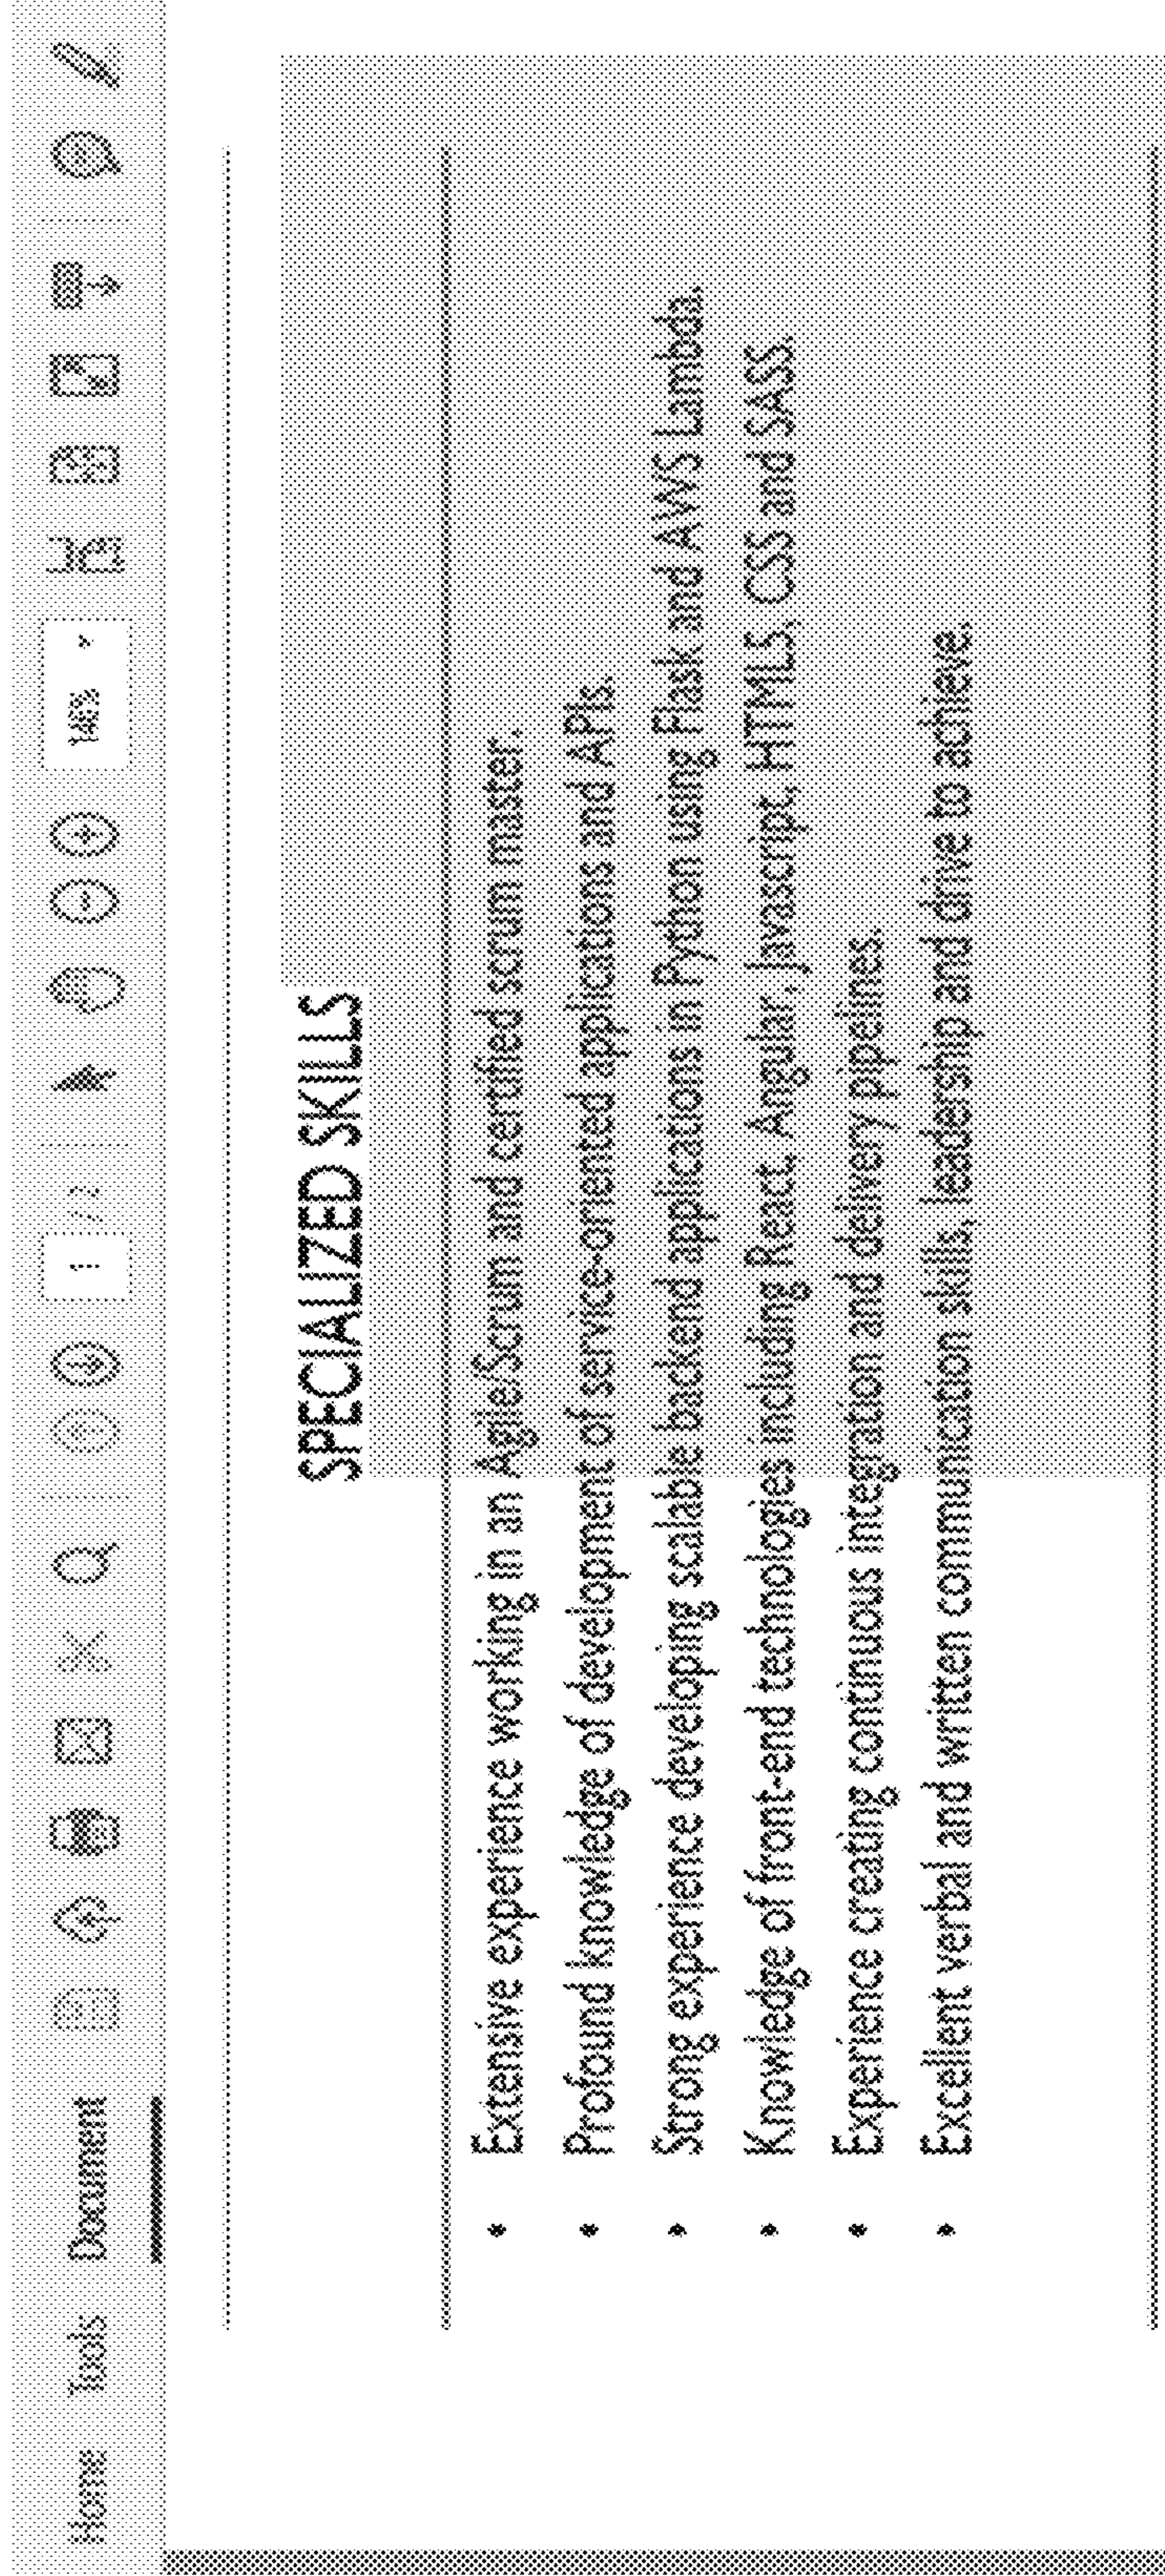 Home Tools Document 1 / 2 146%
SPECIALIZED SKILLS
• Extensive experience working in an Agile/Scrum and certified scrum master.
• Profound knowledge of development of service-oriented applications and APIs.
• Strong experience developing scalable backend applications in Python using Flask and AWS Lambda.
• Knowledge of front-end technologies including React, Angular, Javascript, HTML5, CSS and SASS.
• Experience creating continuous integration and delivery pipelines.
• Excellent verbal and written communication skills, leadership and drive to achieve.